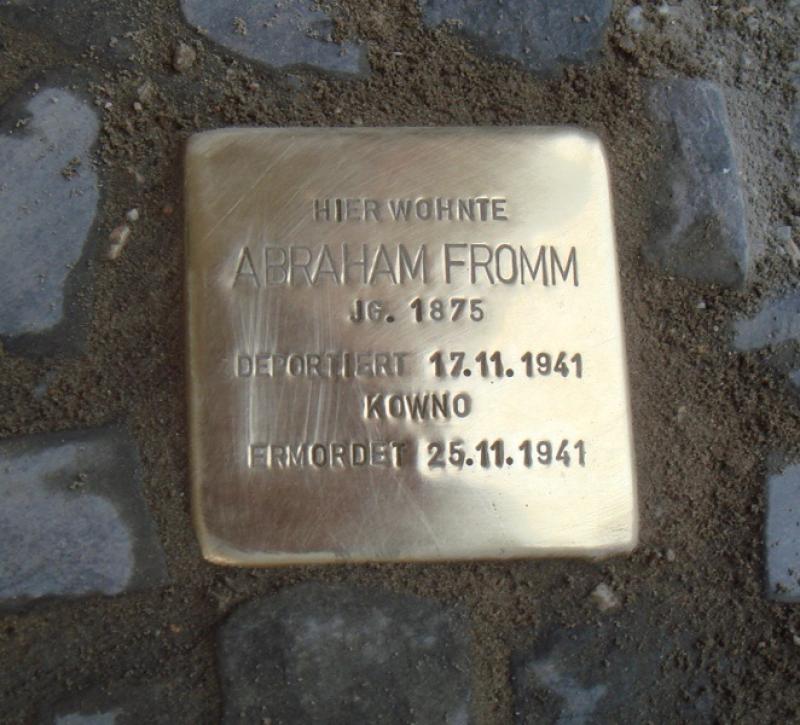 HIER WOHNTE
ABRAHAM FROMM
JG. 1875
DEPORTIERT 17.11.1941
KOWNO
ERMORDET 25.11.1941